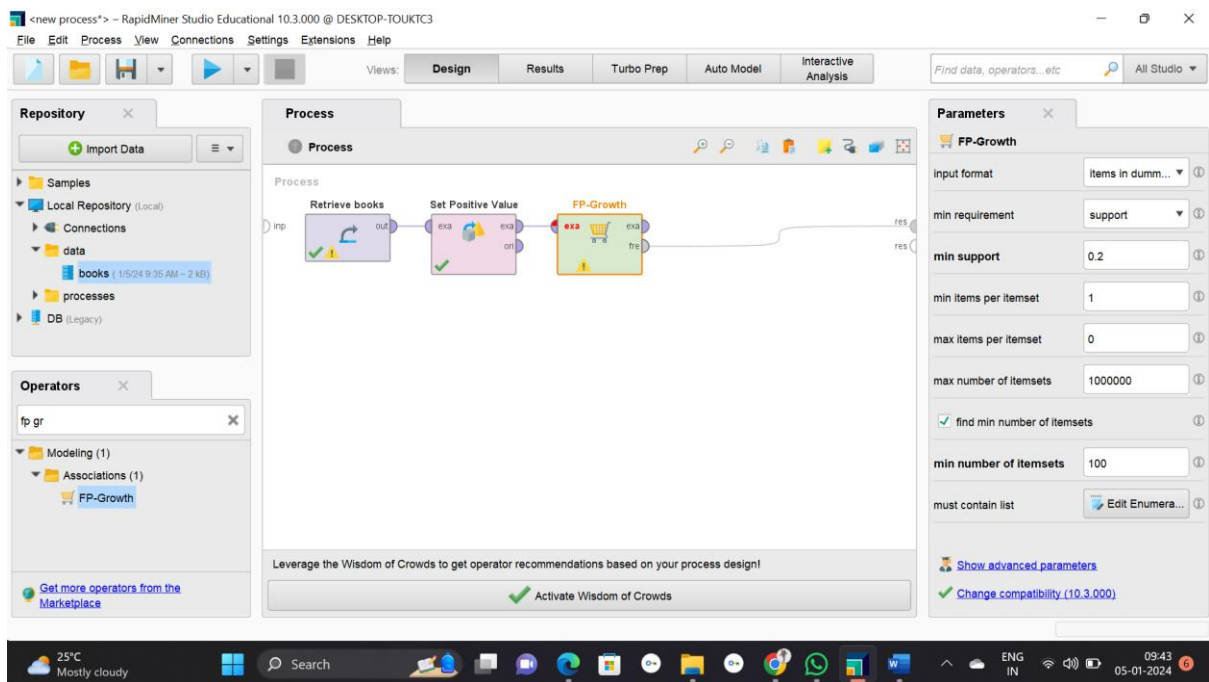 <new process*> – RapidMiner Studio Educational 10.3.000 @ DESKTOP-TOUKTC3
File Edit Process View Connections Settings Extensions Help
Views: Design Results Turbo Prep Auto Model Interactive Analysis
Find data, operators...etc
All Studio
Repository
Import Data
Samples
Local Repository (Local)
Connections
data
books ( 1/5/24 9:35 AM – 2 kB)
processes
DB (Legacy)
Operators
fp gr
Modeling (1)
Associations (1)
FP-Growth
Get more operators from the
Marketplace
Process
Process
Process
Retrieve books Set Positive Value FP-Growth
inp out exa exa exa exa res
ori fre res
Leverage the Wisdom of Crowds to get operator recommendations based on your process design!
Activate Wisdom of Crowds
Parameters
FP-Growth
input format items in dumm...
min requirement support
min support 0.2
min items per itemset 1
max items per itemset 0
max number of itemsets 1000000
find min number of itemsets
min number of itemsets 100
must contain list Edit Enumera...
Show advanced parameters
Change compatibility (10.3.000)
25°C
Mostly cloudy
Search
ENG
IN
09:43
05-01-2024
6